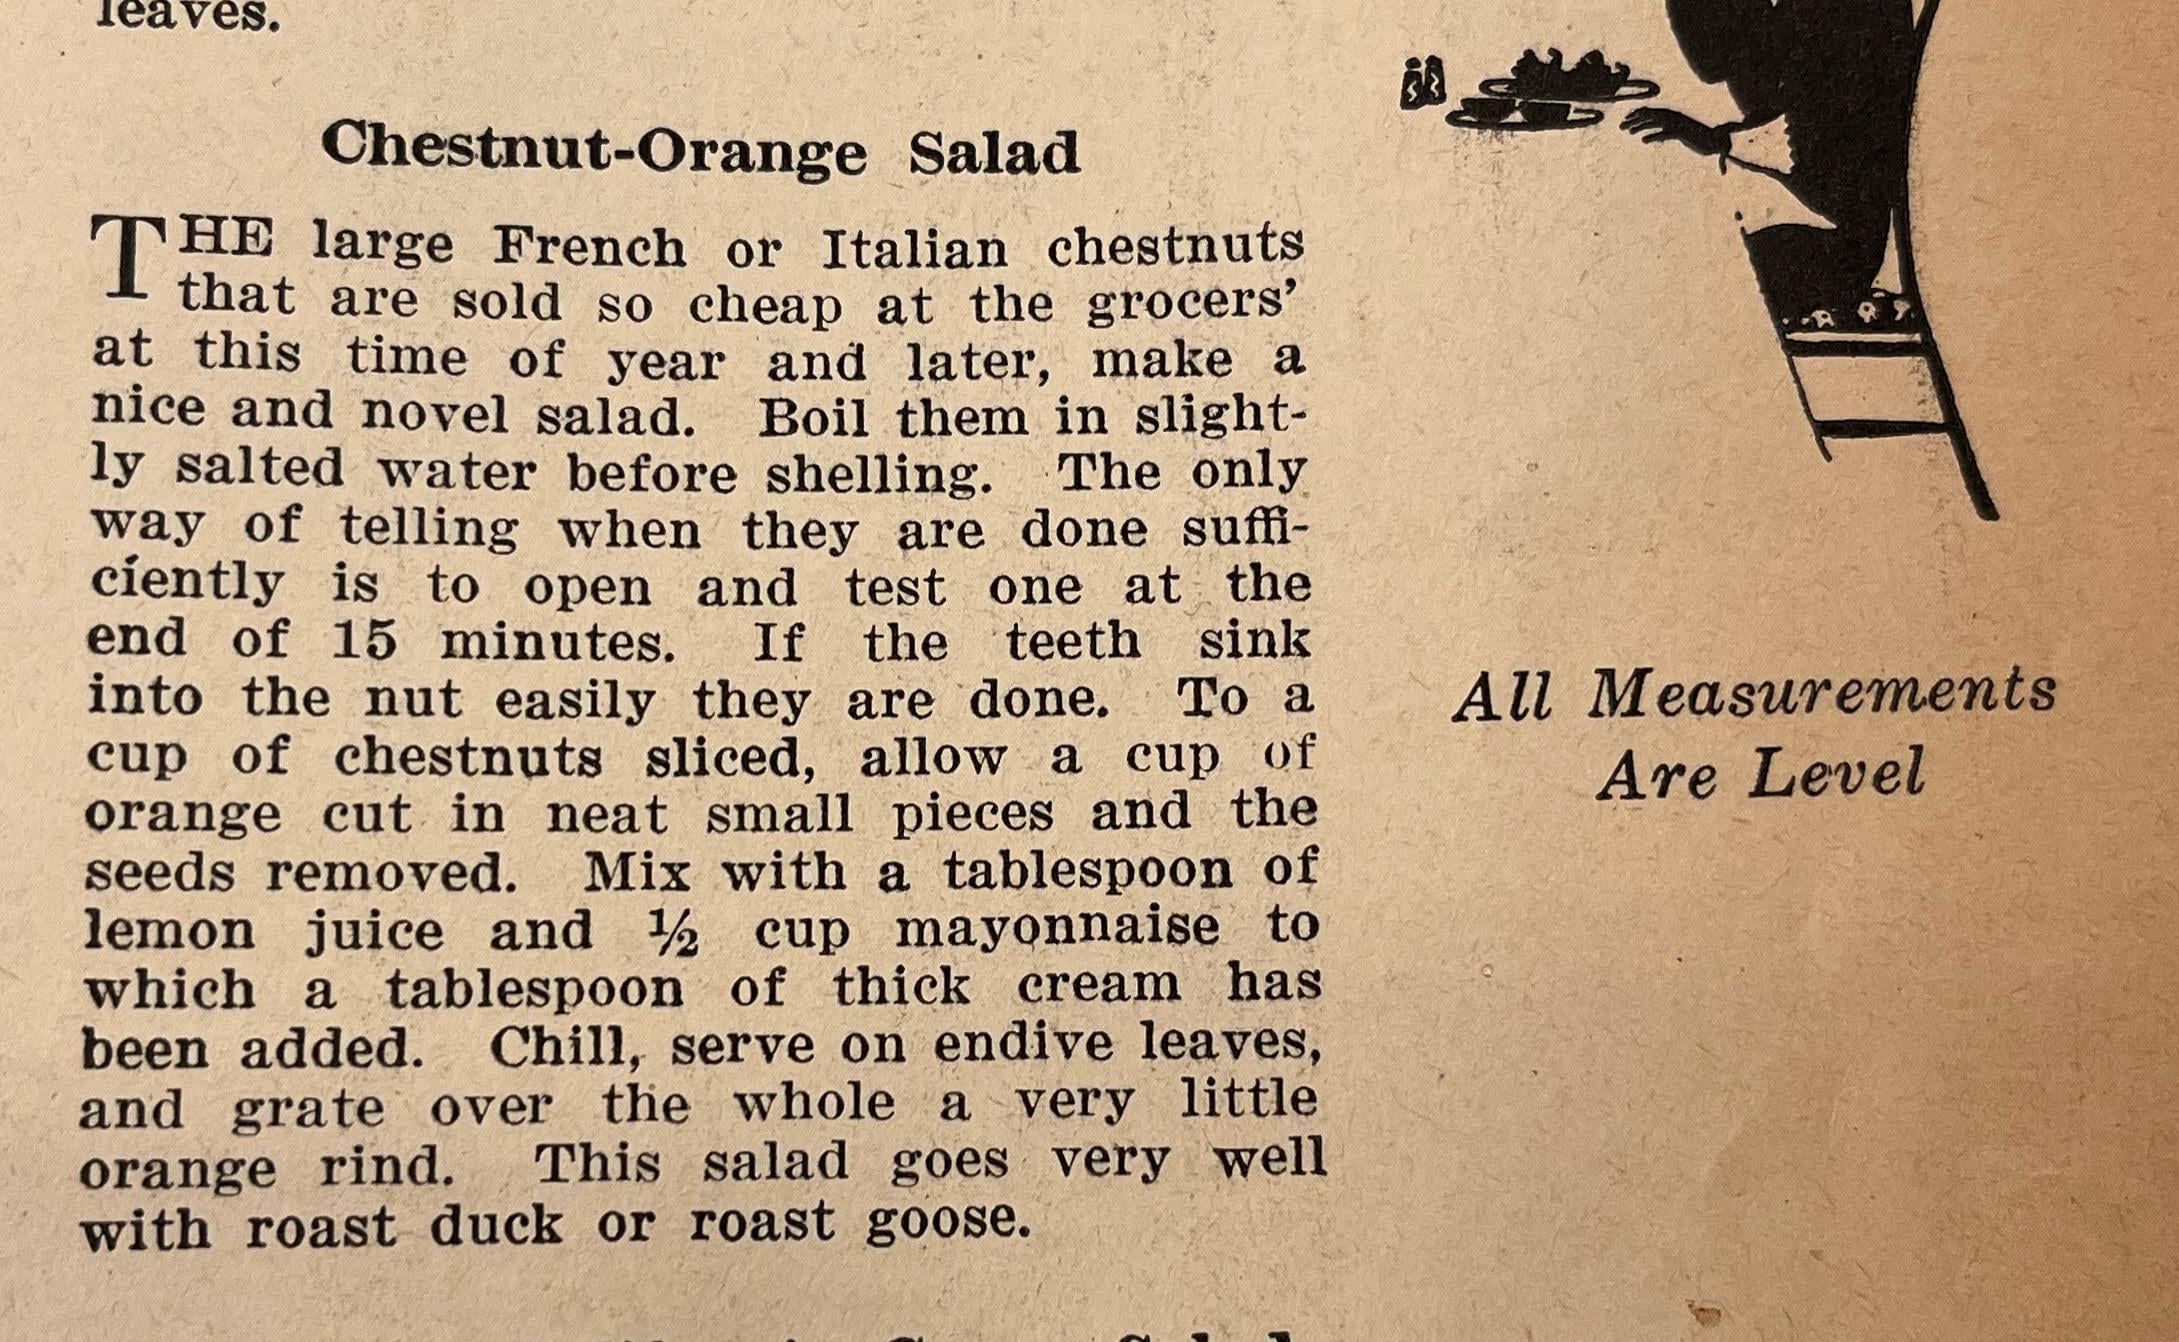 leaves.
Chestnut-Orange Salad
THE large French or Italian chestnuts
that are sold so cheap at the grocers’
at this time of year and later, make a
nice and novel salad. Boil them in slight-
ly salted water before shelling. The only
way of telling when they are done suffi-
ciently is to open and test one at the
end of 15 minutes. If the teeth sink
into the nut easily they are done. To a
cup of chestnuts sliced, allow a cup of
orange cut in neat small pieces and the
seeds removed. Mix with a tablespoon of
lemon juice and ½ cup mayonnaise to
which a tablespoon of thick cream has
been added. Chill, serve on endive leaves,
and grate over the whole a very little
orange rind. This salad goes very well
with roast duck or roast goose.
All Measurements
Are Level
Salad